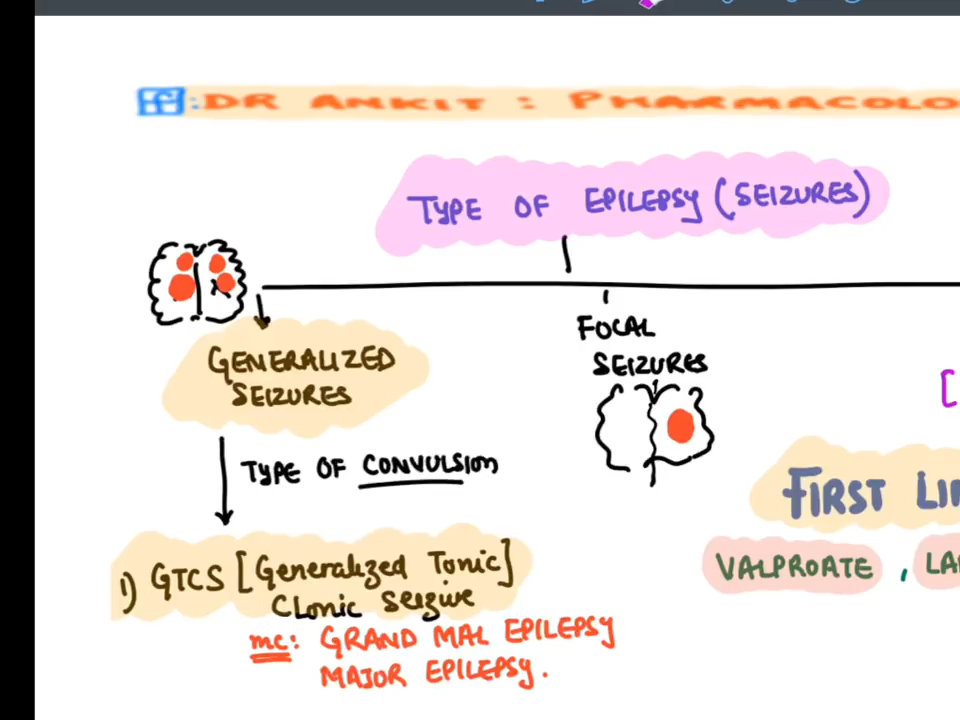 DR ANKIT : PHARMACOLO
TYPE OF EPILEPSY (SEIZURES)
GENERALIZED
SEIZURES
FOCAL
SEIZURES
[
TYPE OF CONVULSION
FIRST LI
VALPROATE , LA
1) GTCS [Generalized Tonic]
Clonic Seizure
mc: GRAND MAL EPILEPSY
MAJOR EPILEPSY.